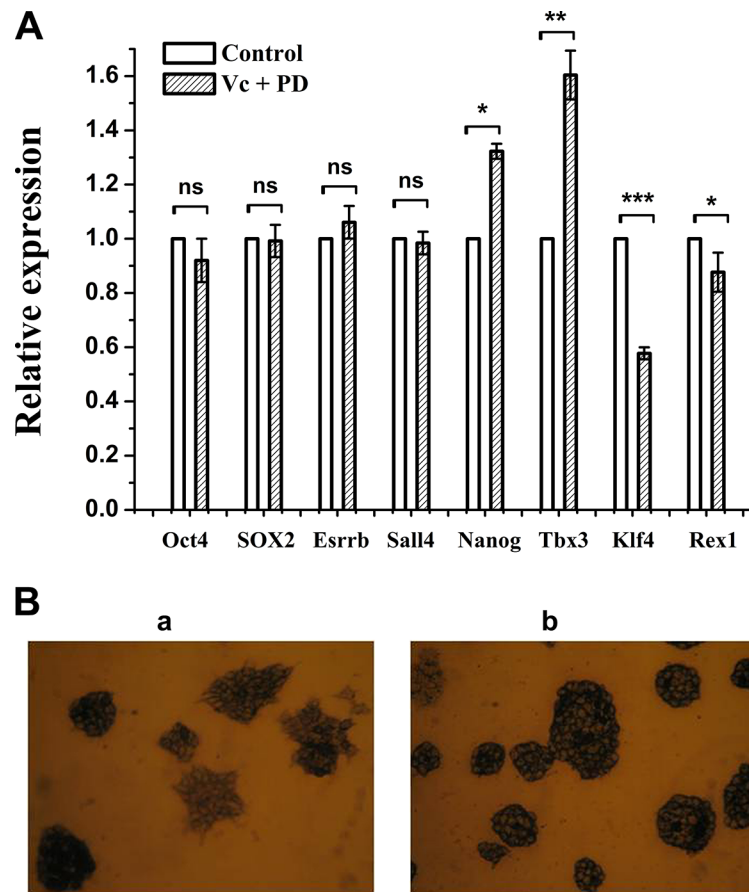 A
Control
Vc + PD
Relative expression
1.6
1.4
1.2
1.0
0.8
0.6
0.4
0.2
0.0
ns
ns
ns
ns
*
**
***
*
Oct4 SOX2 Esrrb Sall4 Nanog Tbx3 Klf4 Rex1
B
a b